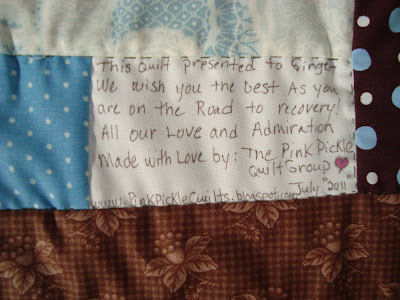 This Quilt presented to Ginger
We wish you the best As you
are on the Road to recovery!
All our Love and Admiration
Made with Love by: The Pink Pickle
Quilt Group
www.PinkPickleQuilts.blogspot.com
July 2011